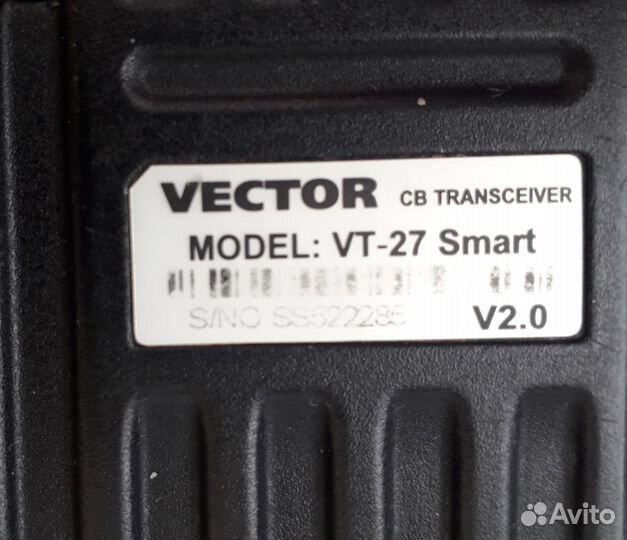 VECTOR CB TRANSCEIVER
MODEL: VT-27 Smart
S/NO SS522285 V2.0
Avito